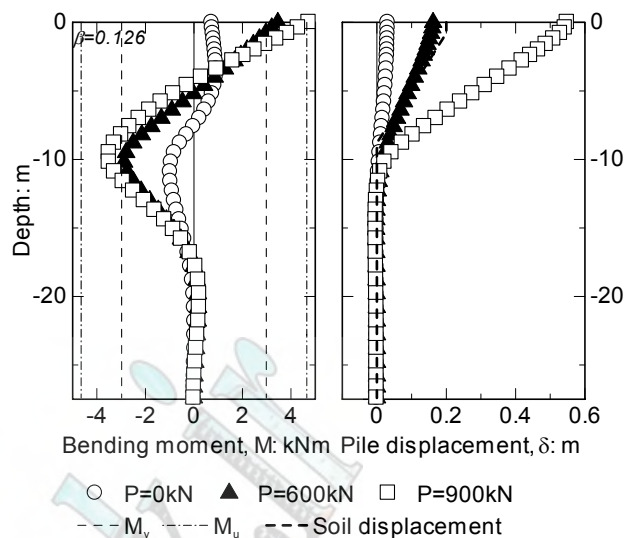 β=0.126
0
-10
-20
Depth: m
0
-10
-20
-4 -2 0 2 4
0 0.2 0.4 0.6
Bending moment, M: kNm Pile displacement, δ: m
P=0kN P=600kN P=900kN
My Mu Soil displacement